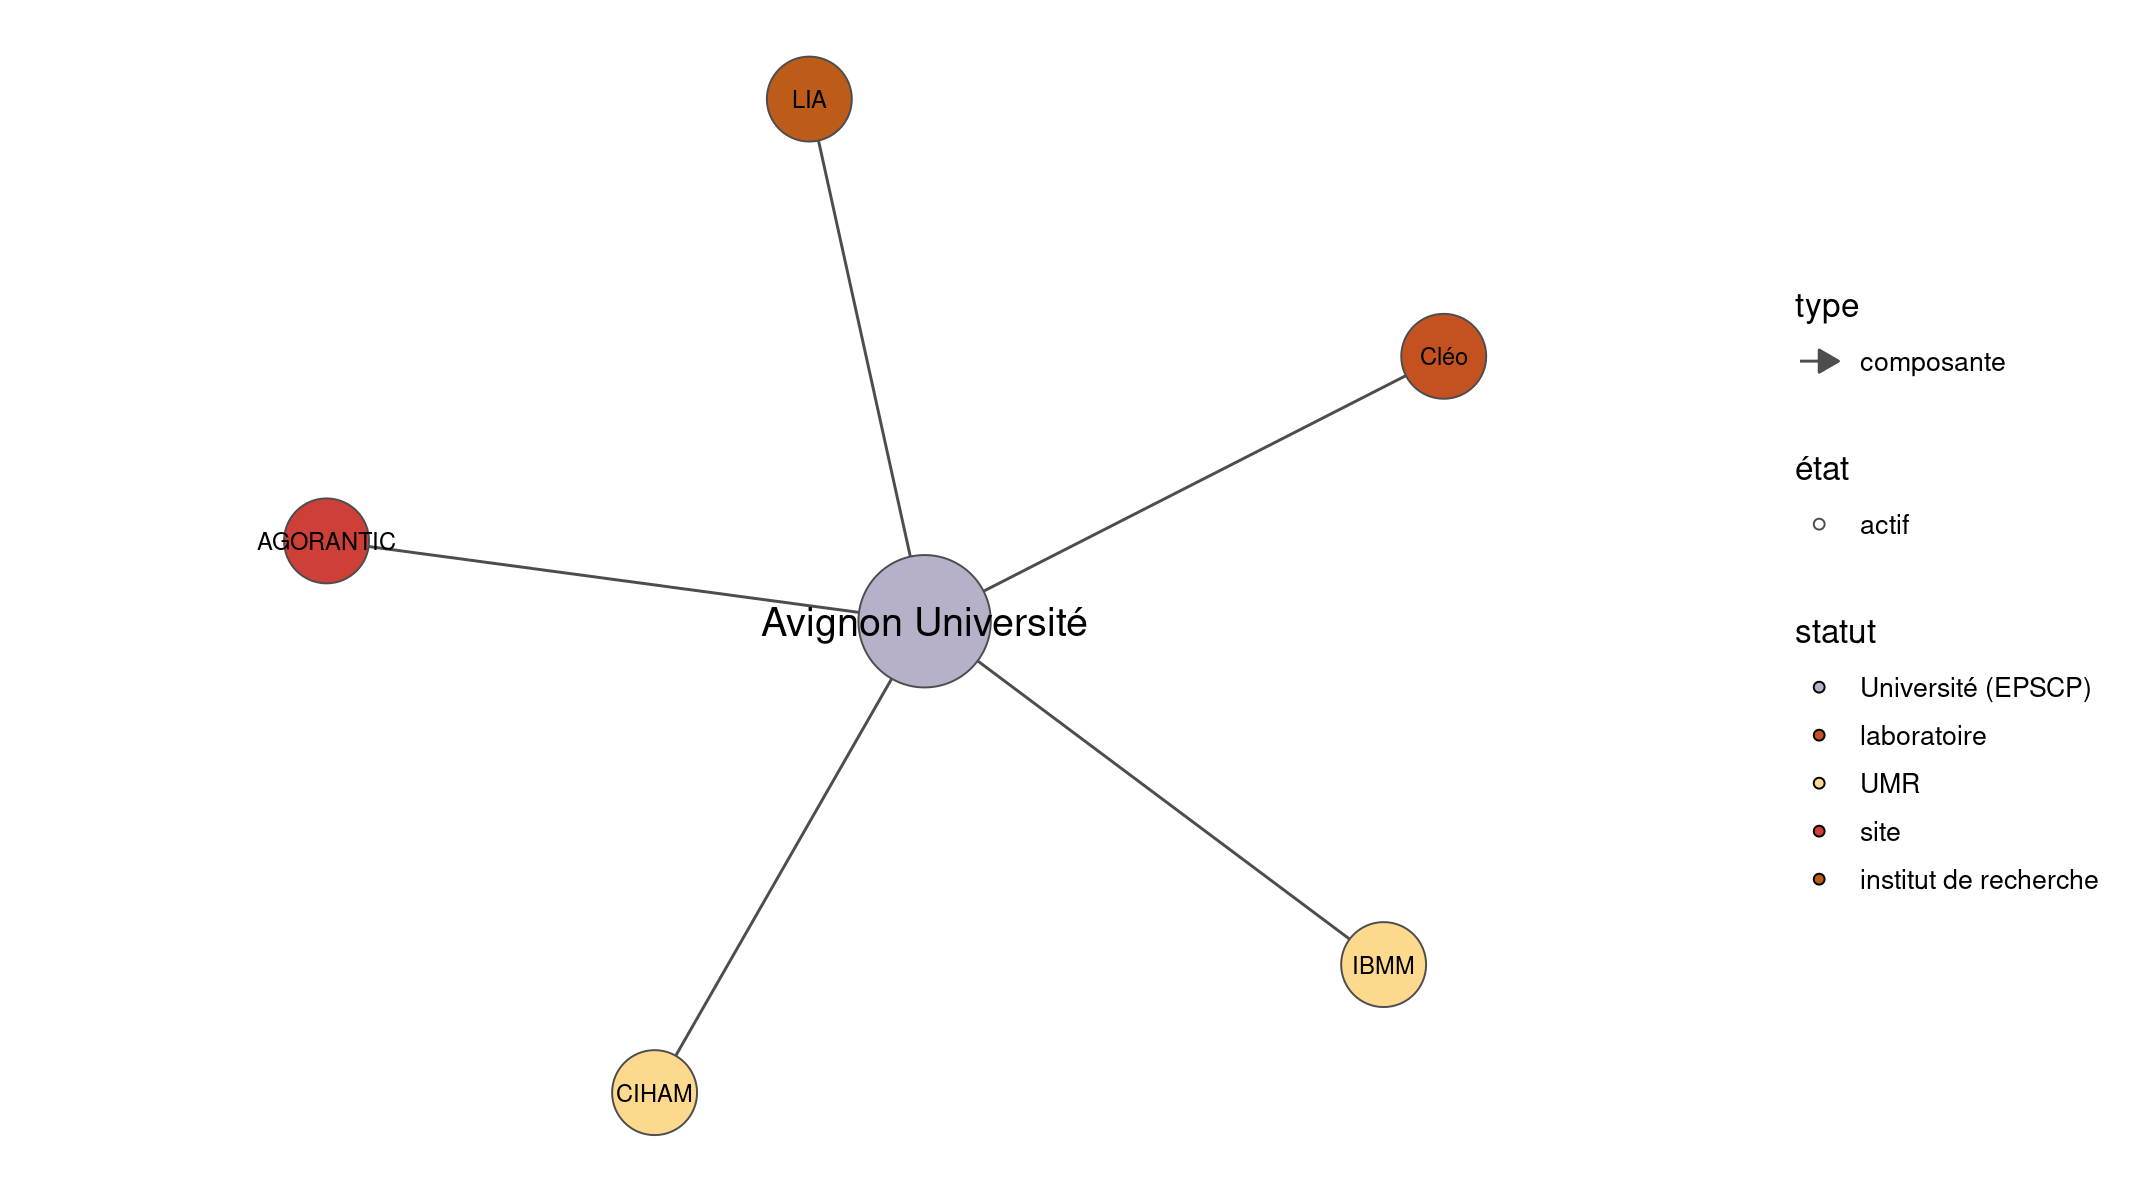 LIA
Cléo
AGORANTIC
Avignon Université
IBMM
CIHAM
type
composante
état
actif
statut
Université (EPSCP)
laboratoire
UMR
site
institut de recherche